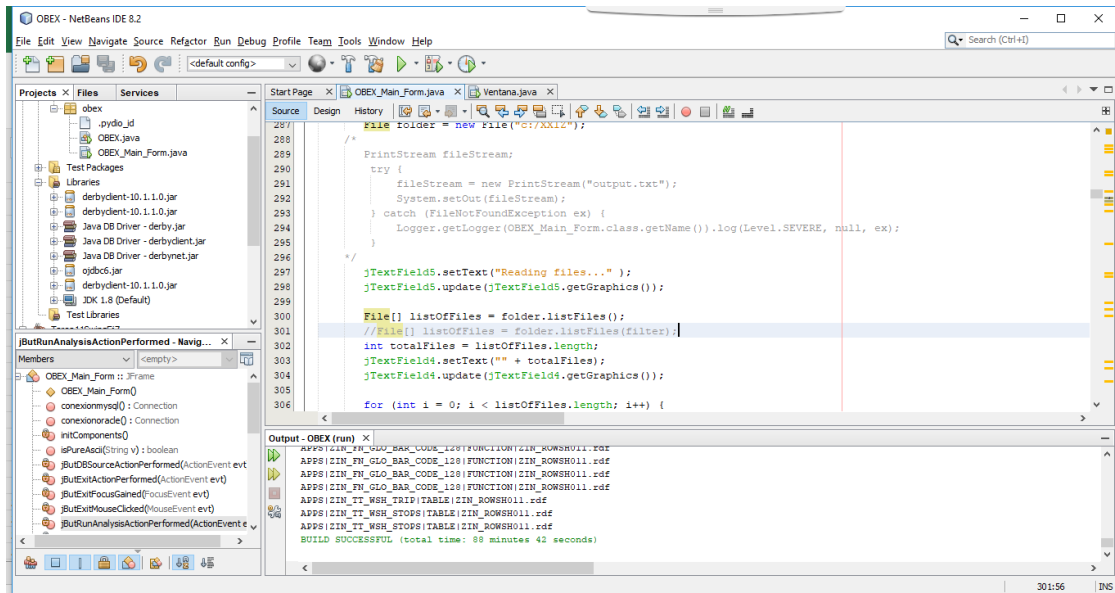 OBEX - NetBeans IDE 8.2
File Edit View Navigate Source Refactor Run Debug Profile Team Tools Window Help
Search (Ctrl+I)
<default config>
Projects Files Services
obex
.pydio_id
OBEX.java
OBEX_Main_Form.java
Test Packages
Libraries
derbyclient-10.1.1.0.jar
Java DB Driver - derby.jar
Java DB Driver - derbyclient.jar
Java DB Driver - derbynet.jar
ojdbc6.jar
derbyclient-10.1.1.0.jar
JDK 1.8 (Default)
Test Libraries
jButRunAnalysisActionPerformed - Navig...
Members <empty>
OBEX_Main_Form :: JFrame
OBEX_Main_Form()
conexionmysql() : Connection
conexionoracle() : Connection
initComponents()
isPureAscii(String v) : boolean
jButDBSourceActionPerformed(ActionEvent evt
jButExitActionPerformed(ActionEvent evt)
jButExitFocusGained(FocusEvent evt)
jButExitMouseClicked(MouseEvent evt)
jButRunAnalysisActionPerformed(ActionEvent e
Start Page OBEX_Main_Form.java Ventana.java
Source Design History
287 File folder = new File("c:/XXIZ");
288 /*
289 PrintStream fileStream;
290 try {
291 fileStream = new PrintStream("output.txt");
292 System.setOut(fileStream);
293 } catch (FileNotFoundException ex) {
294 Logger.getLogger(OBEX_Main_Form.class.getName()).log(Level.SEVERE, null, ex);
295 }
296 */
297 jTextField5.setText("Reading files..." );
298 jTextField5.update(jTextField5.getGraphics());
299
300 File[] listOfFiles = folder.listFiles();
301 //File[] listOfFiles = folder.listFiles(filter);
302 int totalFiles = listOfFiles.length;
303 jTextField4.setText("" + totalFiles);
304 jTextField4.update(jTextField4.getGraphics());
305
306 for (int i = 0; i < listOfFiles.length; i++) {
Output - OBEX (run)
APPS|ZIN_FN_GLO_BAR_CODE_128|FUNCTION|ZIN_ROWSH011.rdf
APPS|ZIN_FN_GLO_BAR_CODE_128|FUNCTION|ZIN_ROWSH011.rdf
APPS|ZIN_FN_GLO_BAR_CODE_128|FUNCTION|ZIN_ROWSH011.rdf
APPS|ZIN_FN_GLO_BAR_CODE_128|FUNCTION|ZIN_ROWSH011.rdf
APPS|ZIN_TT_WSH_TRIP|TABLE|ZIN_ROWSH011.rdf
APPS|ZIN_TT_WSH_STOPS|TABLE|ZIN_ROWSH011.rdf
APPS|ZIN_TT_WSH_STOPS|TABLE|ZIN_ROWSH011.rdf
BUILD SUCCESSFUL (total time: 88 minutes 42 seconds)
301:56 INS